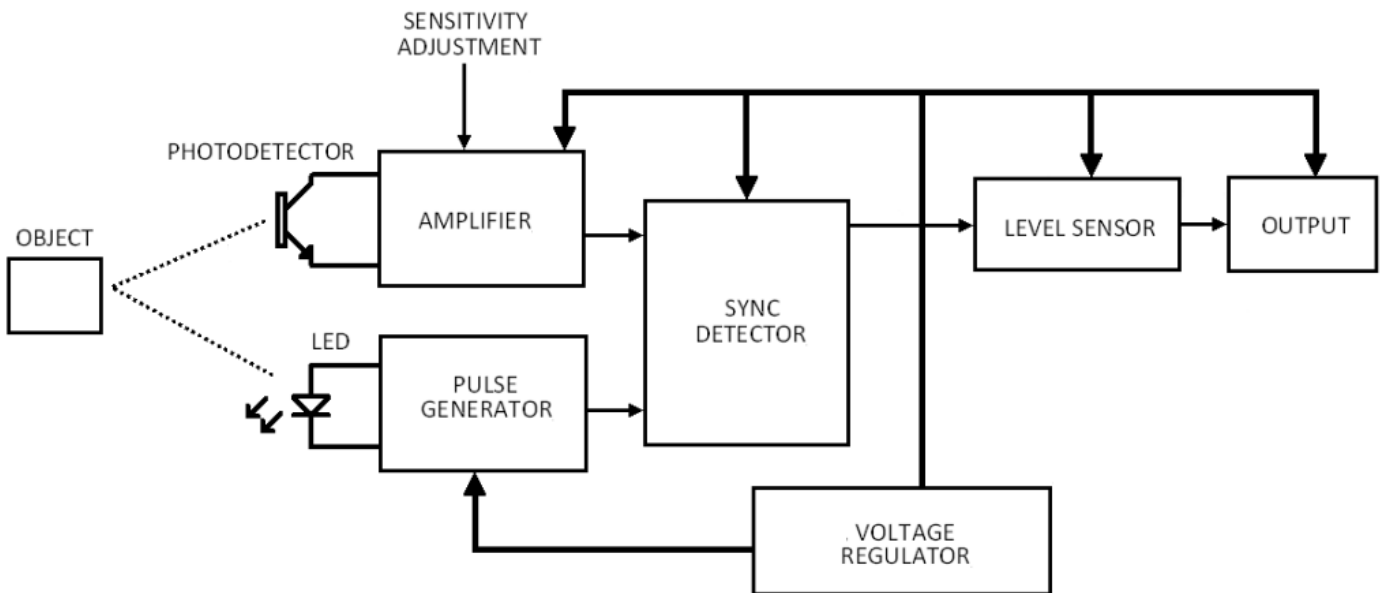 SENSITIVITY
ADJUSTMENT
PHOTODETECTOR
AMPLIFIER
OBJECT
LEVEL SENSOR
OUTPUT
SYNC
DETECTOR
LED
PULSE
GENERATOR
VOLTAGE
REGULATOR